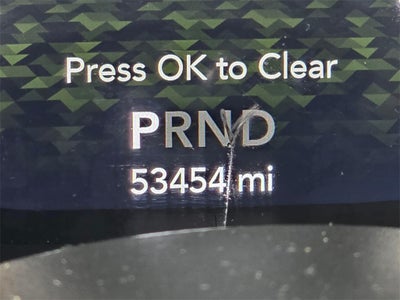 Press OK to Clear
PRND
53454 mi